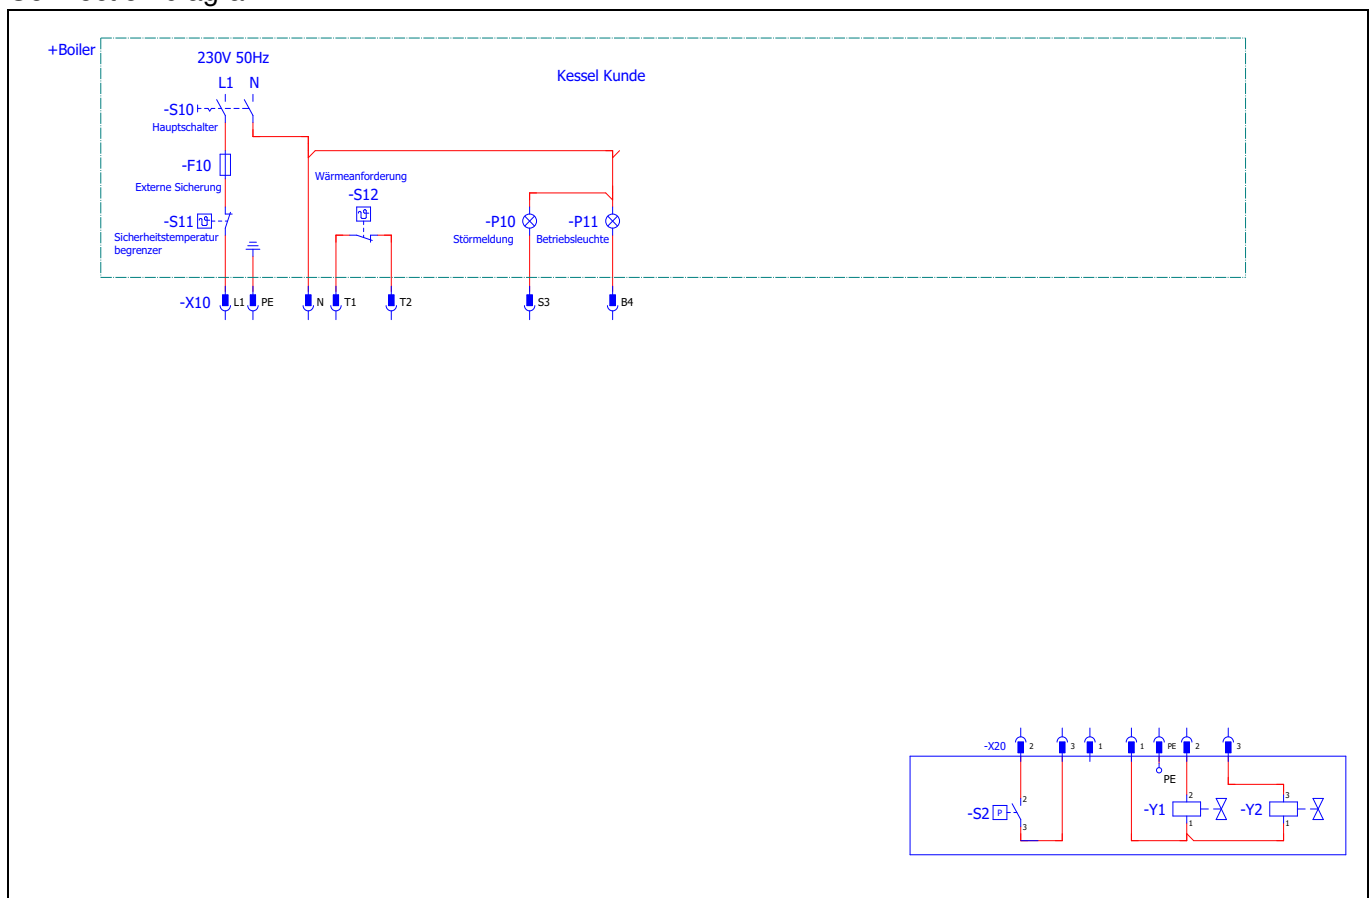 +Boiler
230V 50Hz
Kessel Kunde
L1 N
-S10
Hauptschalter
-F10
Externe Sicherung
Wärmeanforderung
-S12
ϑ
-S11 ϑ
Sicherheitstemperatur
begrenzer
-P10
Störmeldung
-P11
Betriebsleuchte
-X10 L1 PE N T1 T2 S3 B4
-X20 2 3 1 1 PE 2 3
PE
-S2 P 2 3
-Y1 2 1
-Y2 3 1